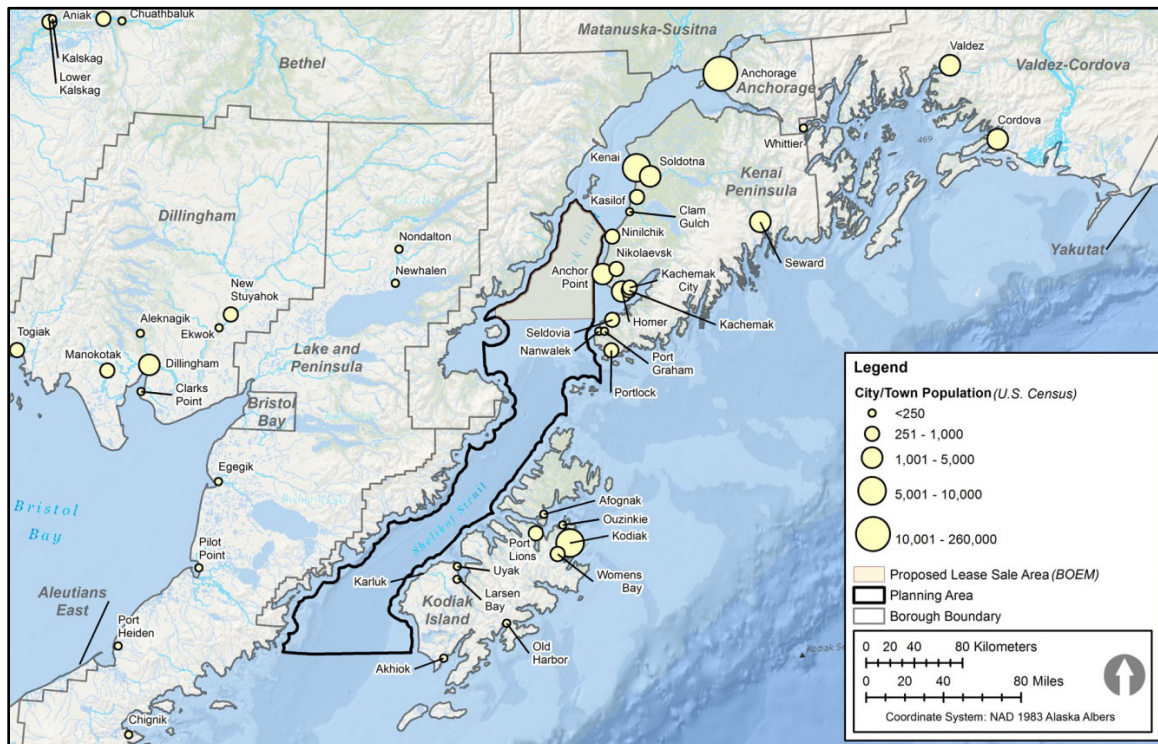 Aniak
Chuathbaluk
Kalskag
Lower
Kalskag
Bethel
Matanuska-Susitna
Anchorage
Anchorage
Valdez
Valdez-Cordova
Cordova
Whittier
469
Kenai
Soldotna
Kenai
Peninsula
Kasilof
Clam
Gulch
Ninilchik
Nikolaevsk
Seward
Yakutat
Anchor
Point
Kachemak
City
Homer
Kachemak
Seldovia
Nanwalek
Port
Graham
Portlock
Dillingham
Nondalton
Newhalen
New
Stuyahok
Aleknagik
Ekwok
Togiak
Manokotak
Dillingham
Clarks
Point
Lake and
Peninsula
Bristol
Bay
Egegik
Bristol
Bay
Pilot
Point
Aleutians
East
Port
Heiden
Chignik
Shelikof Strait
Afognak
Ouzinkie
Kodiak
Port
Lions
Womens
Bay
Uyak
Karluk
Larsen
Bay
Kodiak
Island
Old
Harbor
Akhiok
Legend
City/Town Population (U.S. Census)
<250
251 - 1,000
1,001 - 5,000
5,001 - 10,000
10,001 - 260,000
Proposed Lease Sale Area (BOEM)
Planning Area
Borough Boundary
0 40 80 Kilometers
0 40 80 Miles
Coordinate System: NAD 1983 Alaska Albers